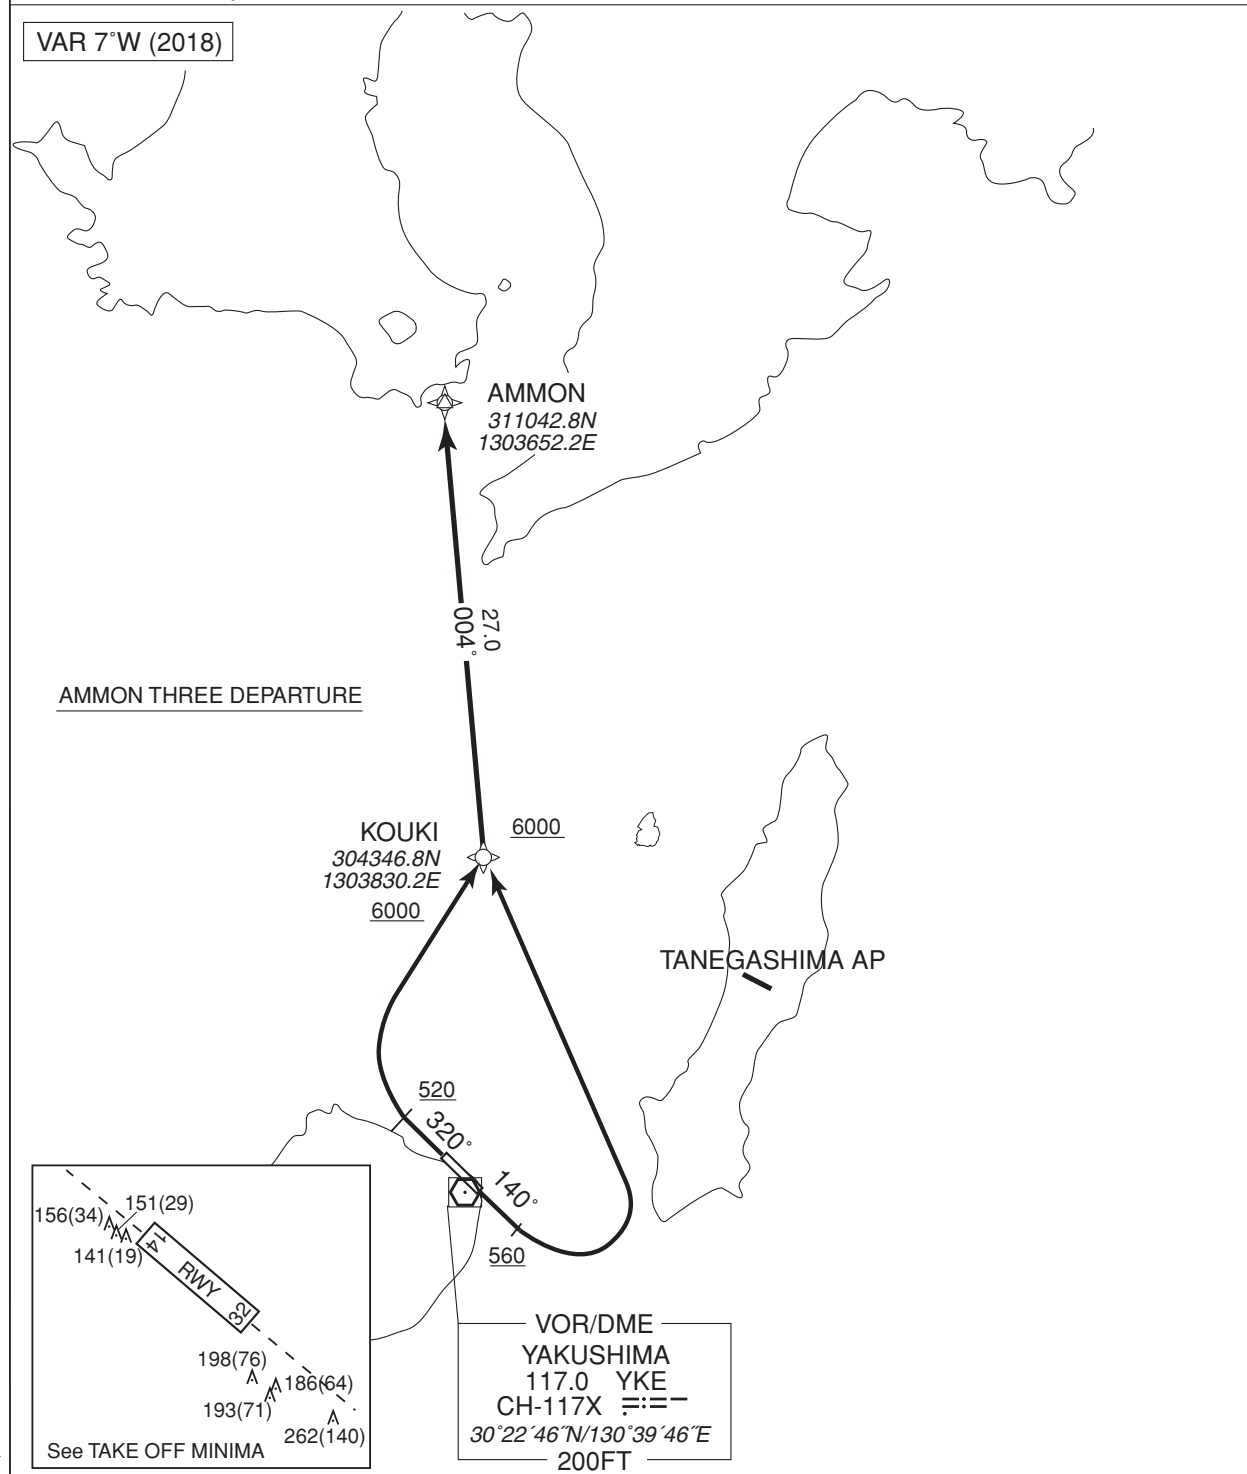 VAR 7˚W (2018)
AMMON
311042.8N
1303652.2E
27.0
004˚
AMMON THREE DEPARTURE
KOUKI
304346.8N
1303830.2E
6000
6000
TANEGASHIMA AP
520
320˚
140˚
560
156(34)
151(29)
141(19)
14
RWY
32
198(76)
186(64)
193(71)
262(140)
See TAKE OFF MINIMA
VOR/DME
YAKUSHIMA
117.0 YKE
CH-117X
30˚22´46˝N/130˚39´46˝E
200FT